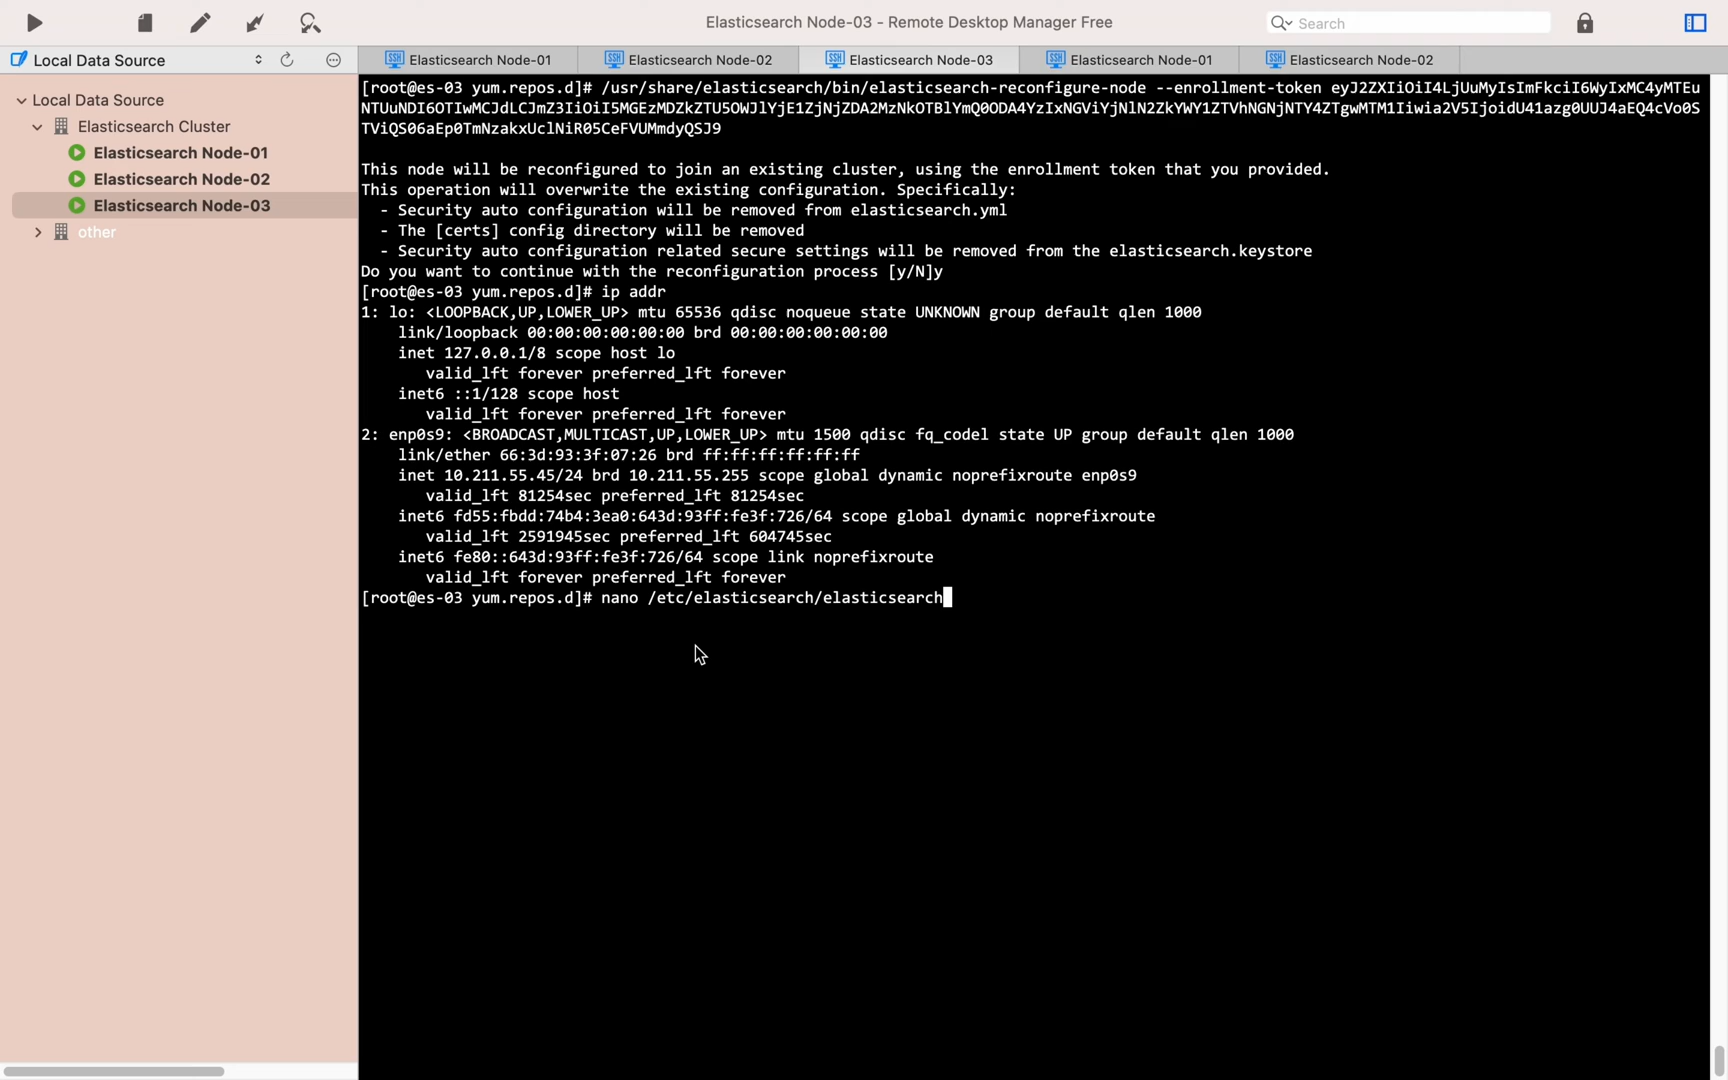 Elasticsearch Node-03 - Remote Desktop Manager Free
Search
Local Data Source
SSH Elasticsearch Node-01
SSH Elasticsearch Node-02
SSH Elasticsearch Node-03
SSH Elasticsearch Node-01
SSH Elasticsearch Node-02
Local Data Source
Elasticsearch Cluster
Elasticsearch Node-01
Elasticsearch Node-02
Elasticsearch Node-03
other
[root@es-03 yum.repos.d]# /usr/share/elasticsearch/bin/elasticsearch-reconfigure-node --enrollment-token eyJ2ZXIiOiI4LjUuMyIsImFkciI6WyIxMC4yMTEu
NTUuNDI6OTIwMCJdLCJmZ3IiOiI5MGEzMDZkZTU5OWJlYjE1ZjNjZDA2MzNkOTBlYmQ0ODA4YzIxNGViYjNlN2ZkYWY1ZTVhNGNjNTY4ZTgwMTM1Iiwia2V5IjoidU41azg0UUJ4aEQ4cVo0S
TViQS06aEp0TmNzakxUclNiR05CeFVUMmdyQSJ9
This node will be reconfigured to join an existing cluster, using the enrollment token that you provided.
This operation will overwrite the existing configuration. Specifically:
- Security auto configuration will be removed from elasticsearch.yml
- The [certs] config directory will be removed
- Security auto configuration related secure settings will be removed from the elasticsearch.keystore
Do you want to continue with the reconfiguration process [y/N]y
[root@es-03 yum.repos.d]# ip addr
1: lo: <LOOPBACK,UP,LOWER_UP> mtu 65536 qdisc noqueue state UNKNOWN group default qlen 1000
link/loopback 00:00:00:00:00:00 brd 00:00:00:00:00:00
inet 127.0.0.1/8 scope host lo
valid_lft forever preferred_lft forever
inet6 ::1/128 scope host
valid_lft forever preferred_lft forever
2: enp0s9: <BROADCAST,MULTICAST,UP,LOWER_UP> mtu 1500 qdisc fq_codel state UP group default qlen 1000
link/ether 66:3d:93:3f:07:26 brd ff:ff:ff:ff:ff:ff
inet 10.211.55.45/24 brd 10.211.55.255 scope global dynamic noprefixroute enp0s9
valid_lft 81254sec preferred_lft 81254sec
inet6 fd55:fbdd:74b4:3ea0:643d:93ff:fe3f:726/64 scope global dynamic noprefixroute
valid_lft 2591945sec preferred_lft 604745sec
inet6 fe80::643d:93ff:fe3f:726/64 scope link noprefixroute
valid_lft forever preferred_lft forever
[root@es-03 yum.repos.d]# nano /etc/elasticsearch/elasticsearch